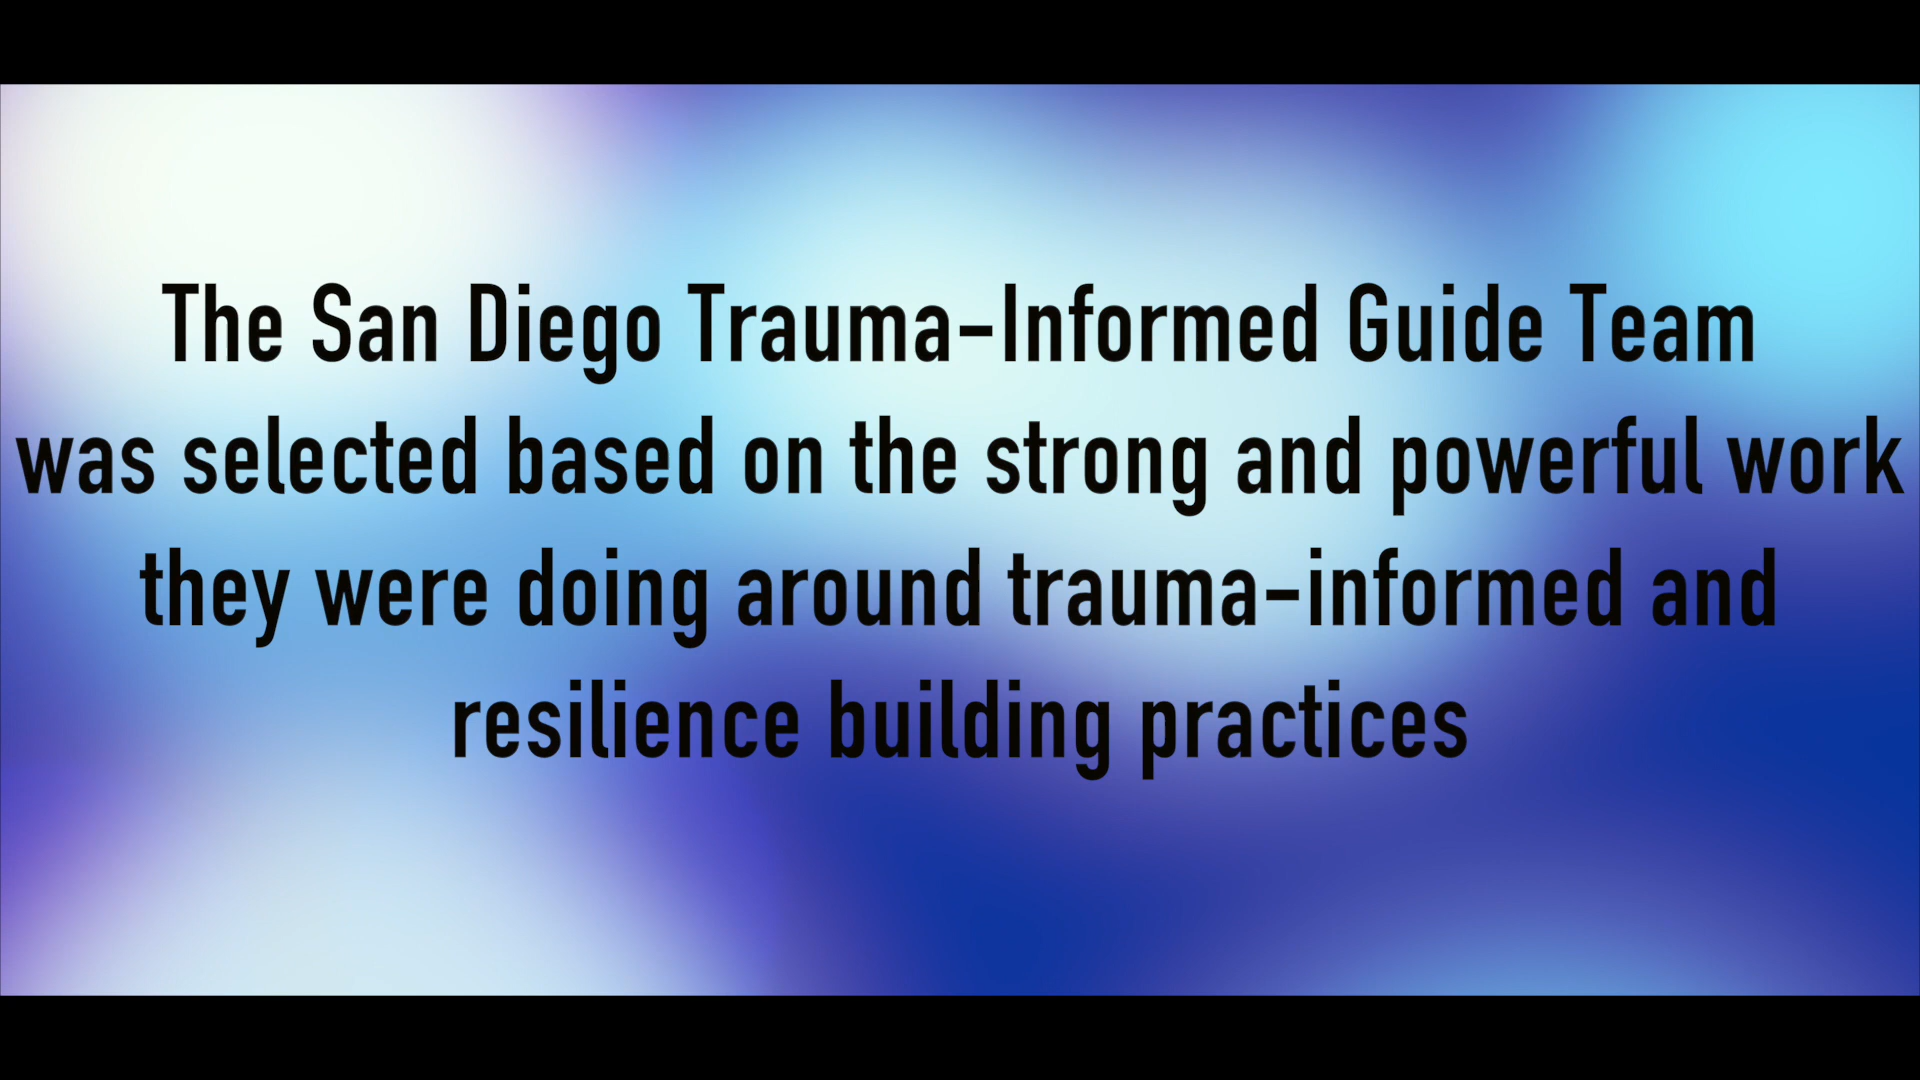 The San Diego Trauma-Informed Guide Team
was selected based on the strong and powerful work
they were doing around trauma-informed and
resilience building practices